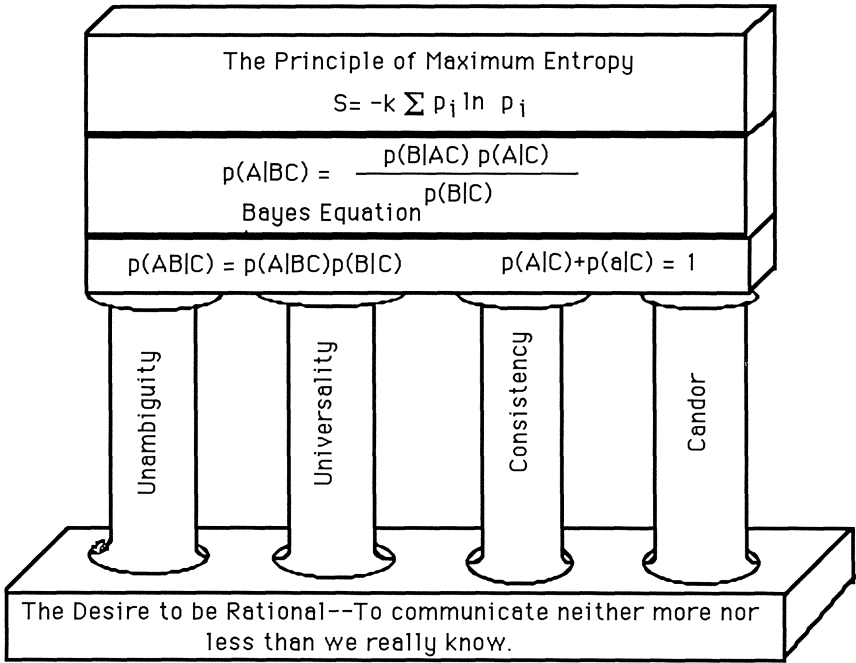 The Principle of Maximum Entropy
S= -k ∑ pᵢ ln pᵢ
p(A|BC) = p(B|AC) p(A|C) / p(B|C)
Bayes Equation
p(AB|C) = p(A|BC)p(B|C) p(A|C)+p(a|C) = 1
Unambiguity
Universality
Consistency
Candor
The Desire to be Rational--To communicate neither more nor
less than we really know.